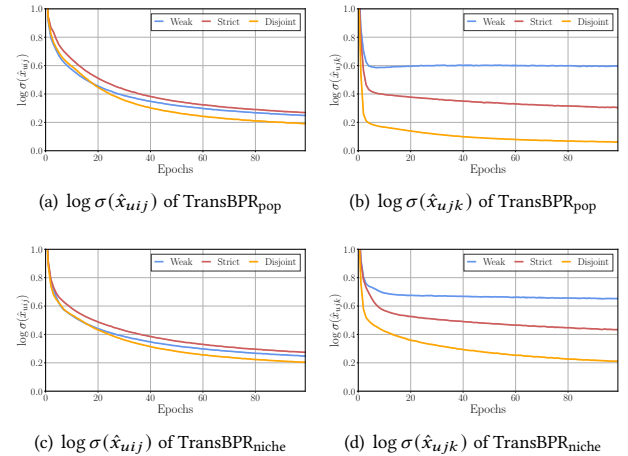 Weak Strict Disjoint
Weak Strict Disjoint
log σ(x̂uij)
log σ(x̂ujk)
1.0
0.8
0.6
0.4
0.2
0.0
1.0
0.8
0.6
0.4
0.2
0.0
20 40 60 80
20 40 60 80
Epochs
Epochs
(a) log σ(x̂uij) of TransBPRpop
(b) log σ(x̂ujk) of TransBPRpop
Weak Strict Disjoint
Weak Strict Disjoint
log σ(x̂uij)
log σ(x̂ujk)
1.0
0.8
0.6
0.4
0.2
0.0
1.0
0.8
0.6
0.4
0.2
0.0
0 20 40 60 80
0 20 40 60 80
Epochs
Epochs
(c) log σ(x̂uij) of TransBPRniche
(d) log σ(x̂ujk) of TransBPRniche